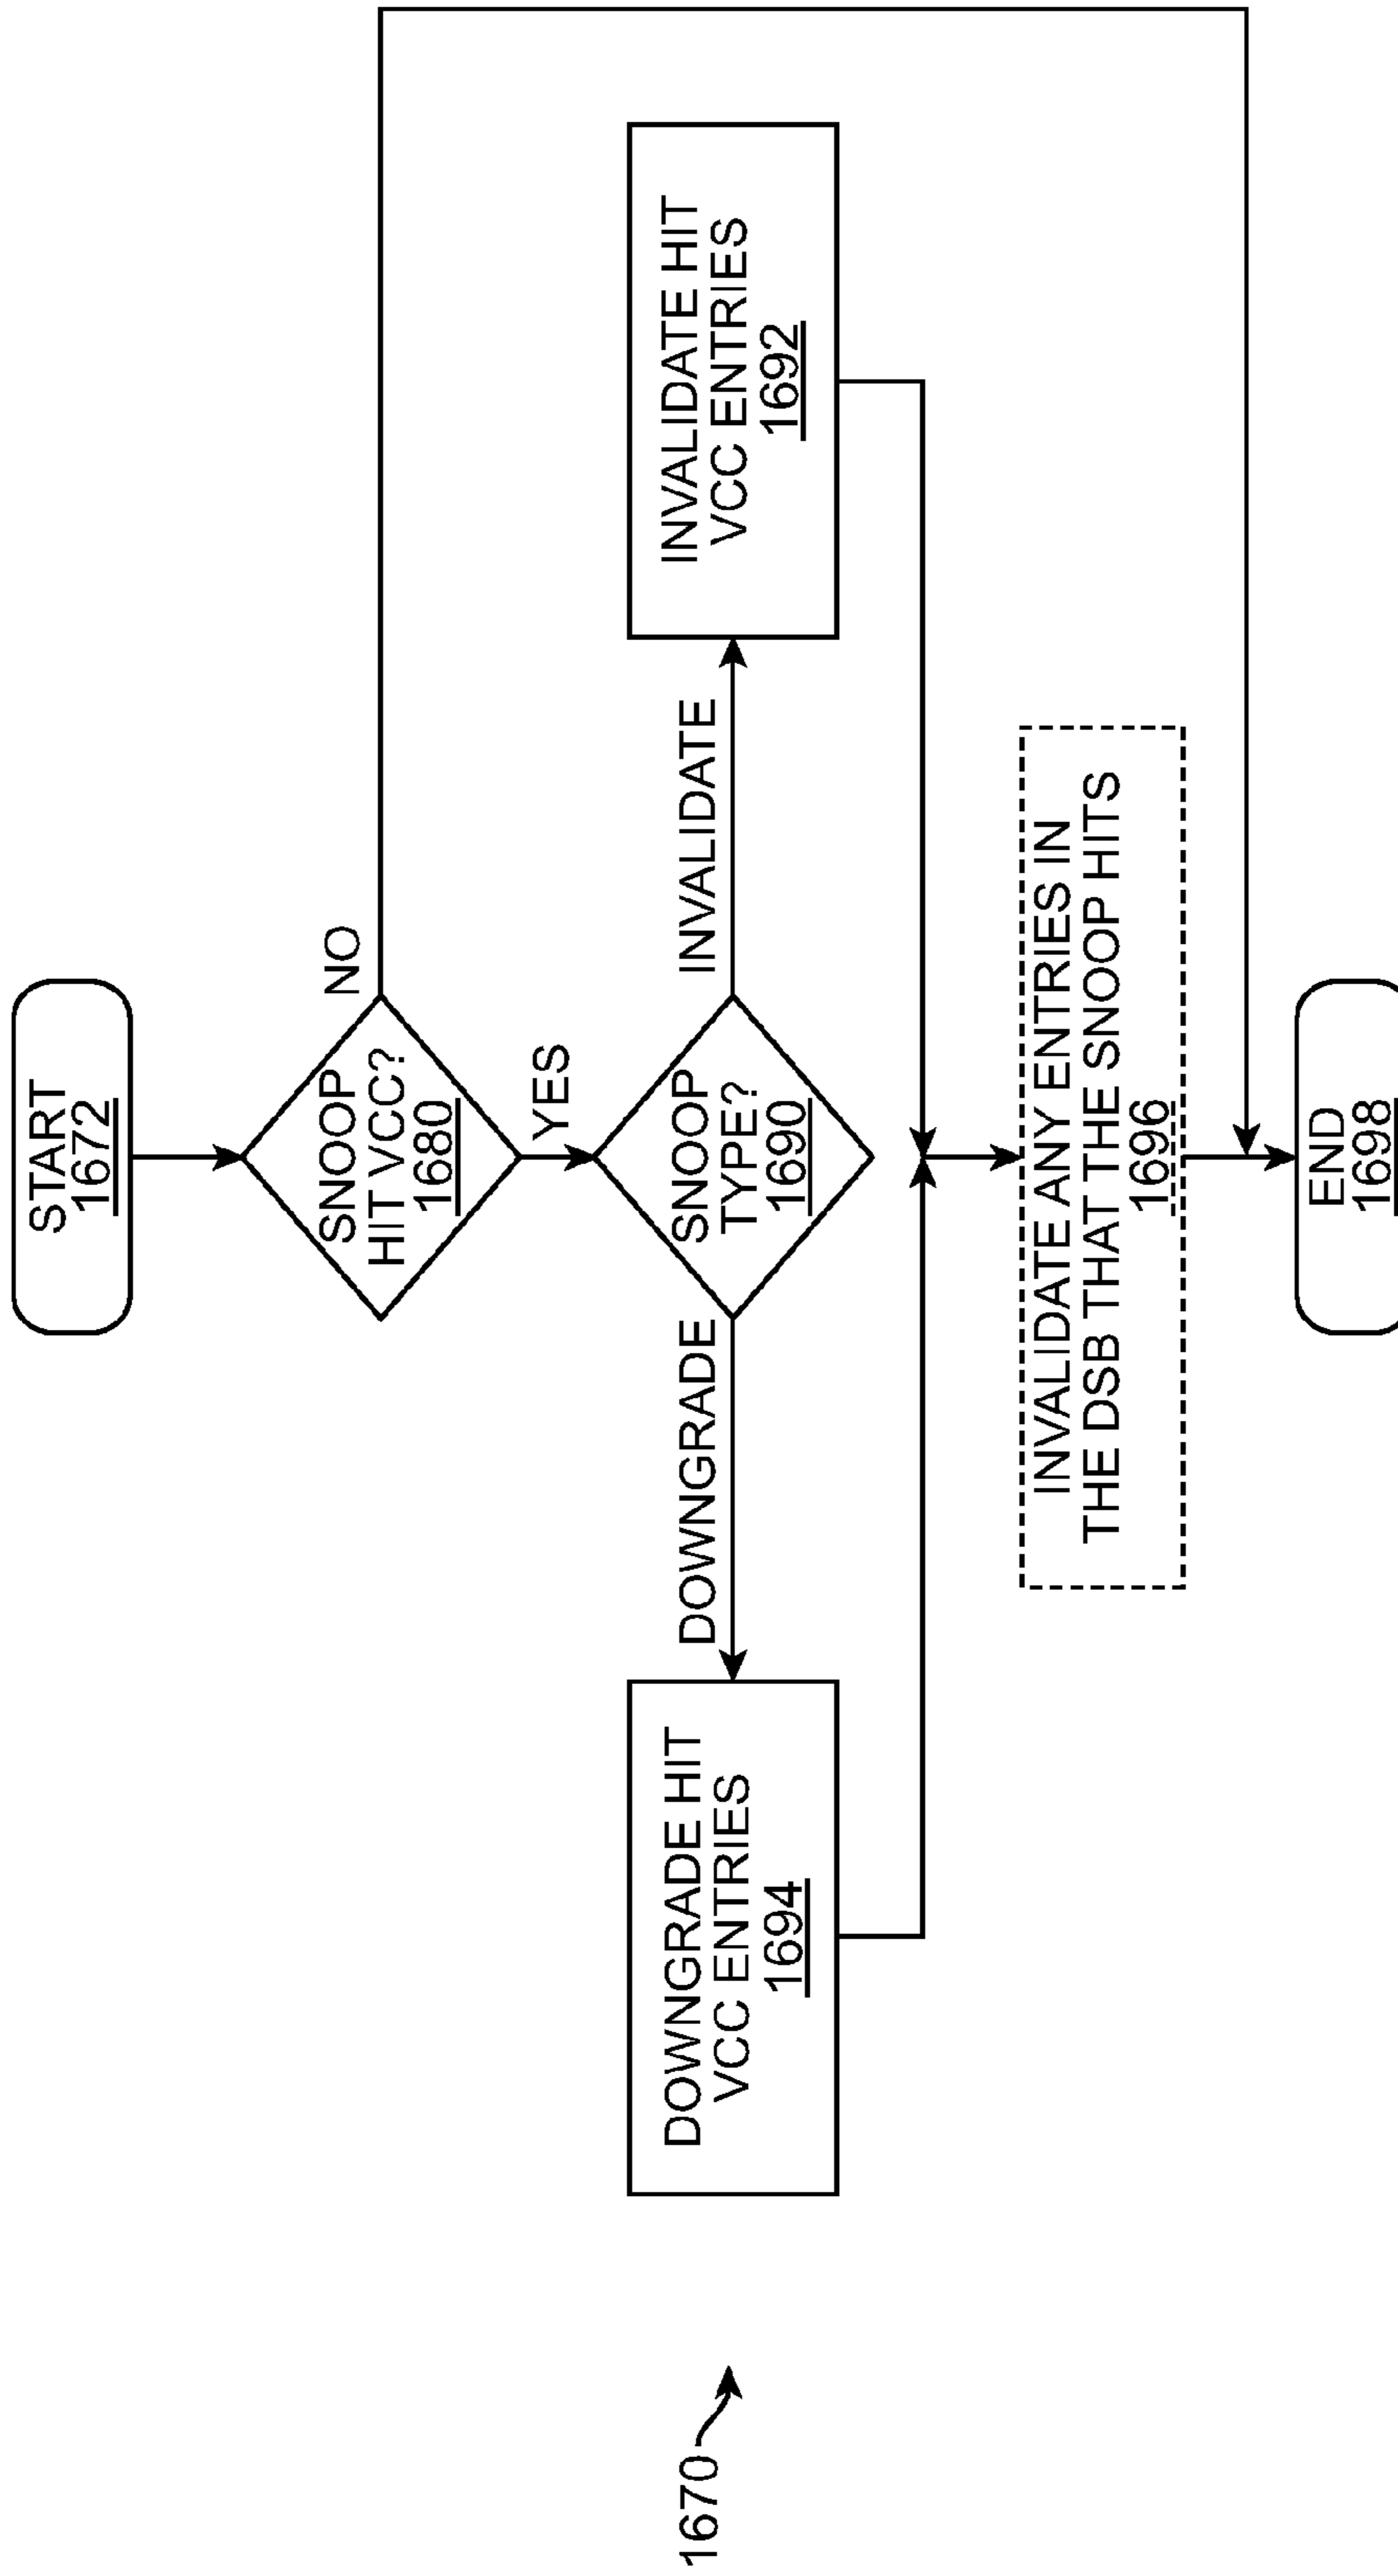 START
1672
SNOOP
HIT VCC?
1680
NO
YES
SNOOP
TYPE?
1690
DOWNGRADE
INVALIDATE
DOWNGRADE HIT
VCC ENTRIES
1694
INVALIDATE HIT
VCC ENTRIES
1692
INVALIDATE ANY ENTRIES IN
THE DSB THAT THE SNOOP HITS
1696
END
1698
1670